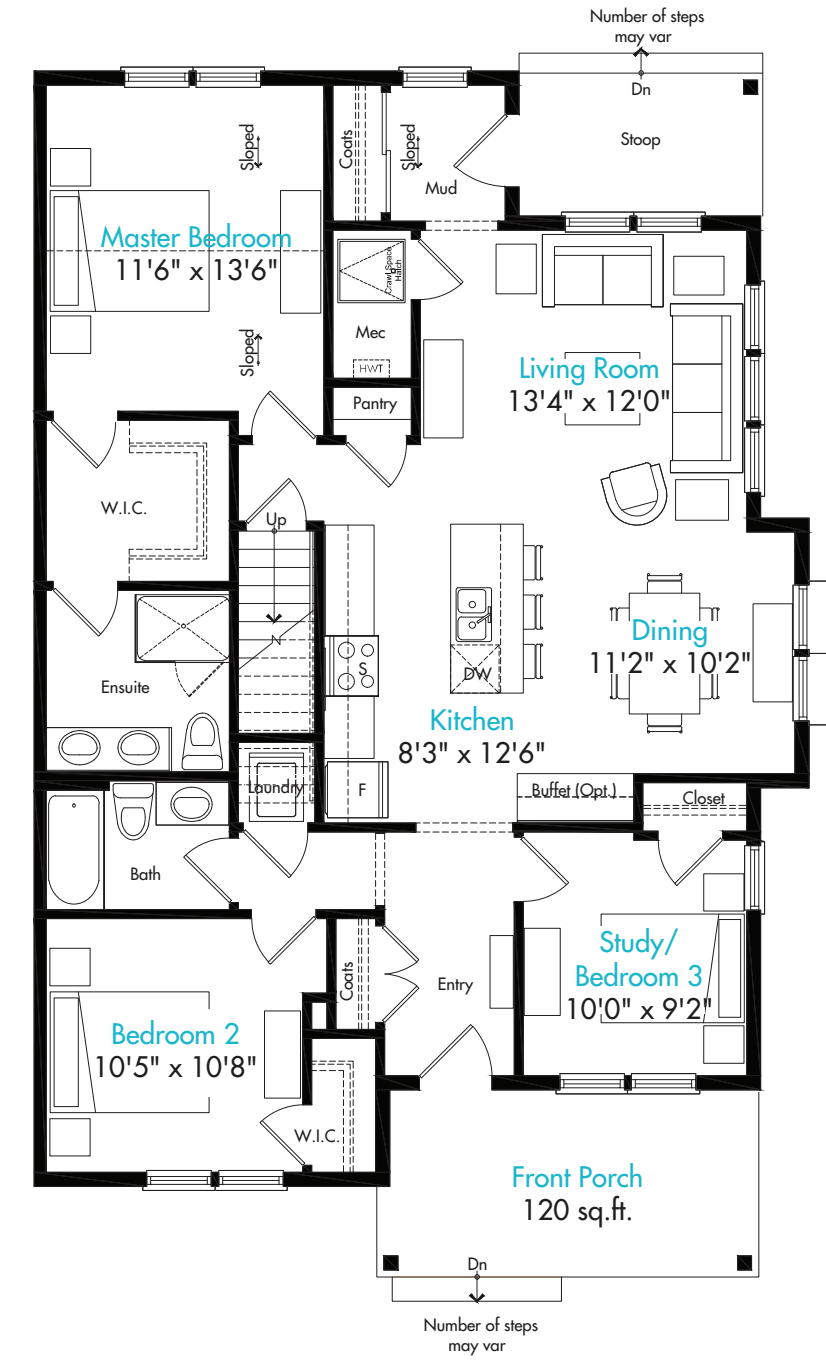 Number of steps
may var
Dn
Stoop
Coats
Sloped
Sloped
Mud
Master Bedroom
11'6" x 13'6"
Crawl Space
Hatch
Mec
HWT
Sloped
Living Room
13'4" x 12'0"
Pantry
W.I.C.
Up
Ensuite
S
DW
Dining
11'2" x 10'2"
Kitchen
8'3" x 12'6"
Laundry
F
Buffet (Opt.)
Closet
Bath
Study/
Bedroom 3
10'0" x 9'2"
Coats
Entry
Bedroom 2
10'5" x 10'8"
W.I.C.
Front Porch
120 sq.ft.
Dn
Number of steps
may var